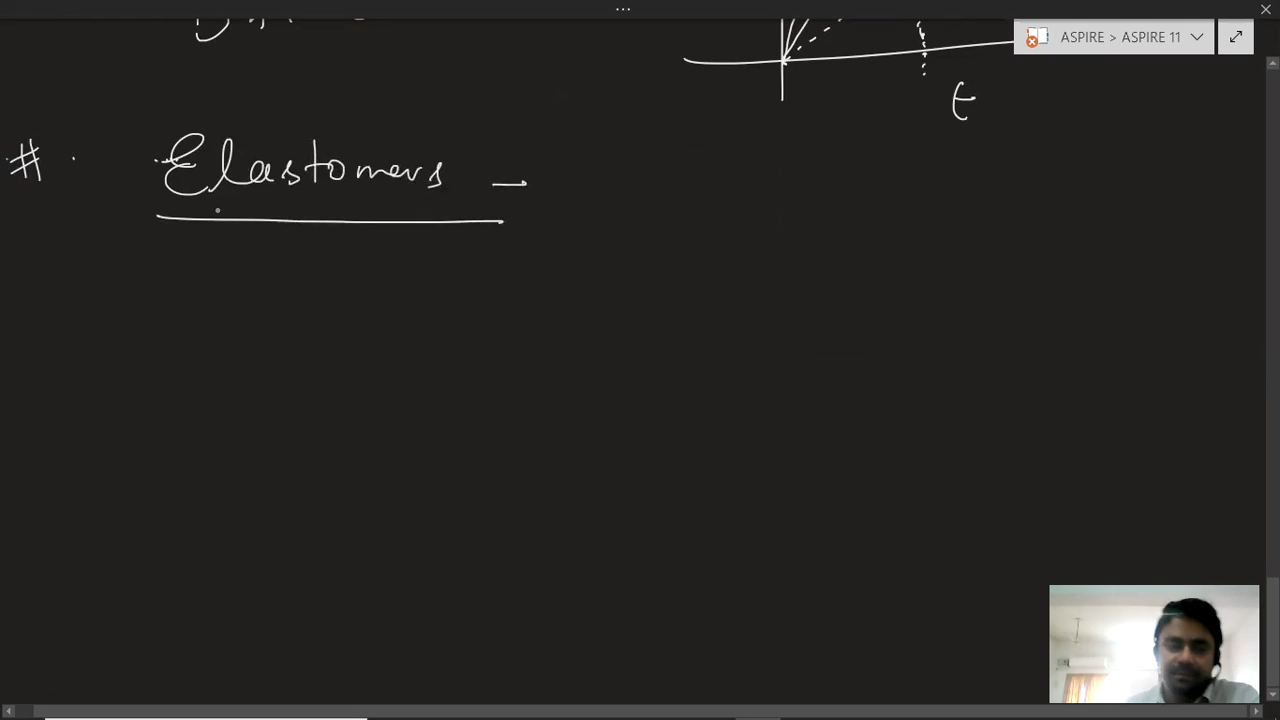 ASPIRE > ASPIRE 11
t
# . Elastomers –